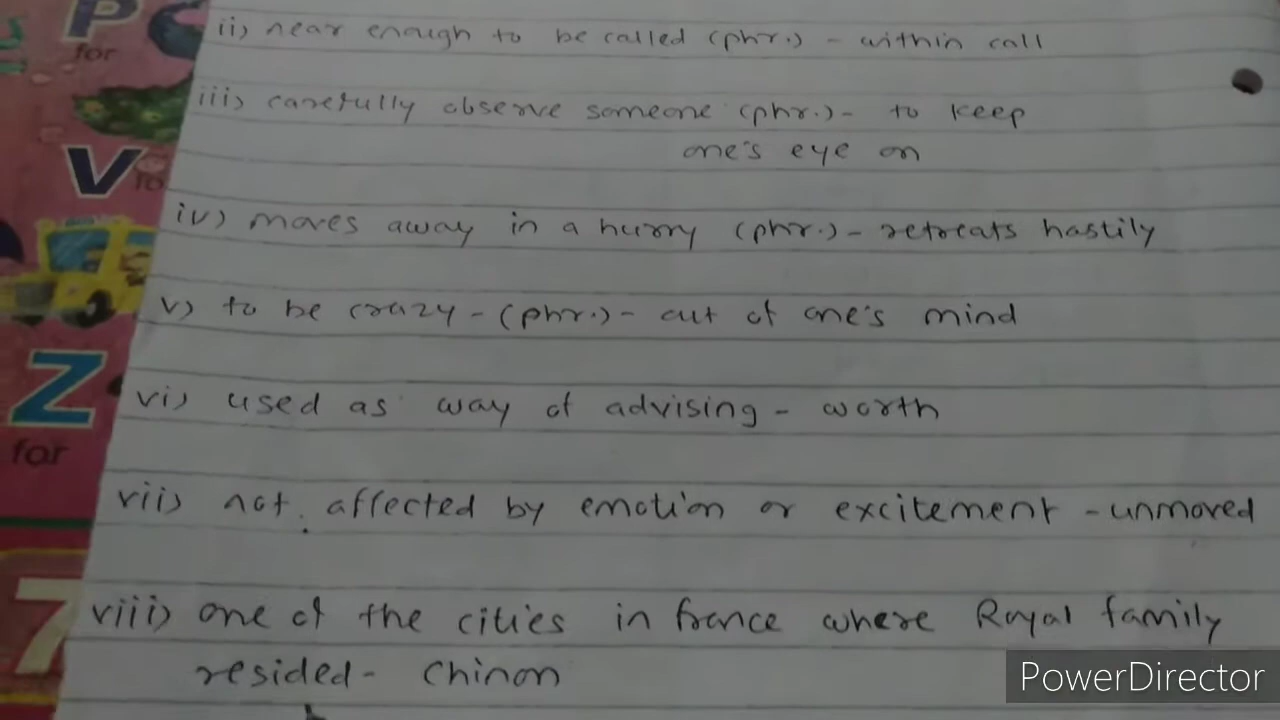 P
for
ii) near enough to be called (phr.) - within call
iii) carefully observe someone (phr.) - to keep
one's eye on
V
iv) moves away in a hurry (phr.) - retreats hastily
v) to be crazy - (phr.) - out of one's mind
Z
for
vi) used as way of advising - worth
vii) not affected by emotion or excitement - unmoved
7
viii) one of the cities in france where Royal family
resided - Chinon
PowerDirector